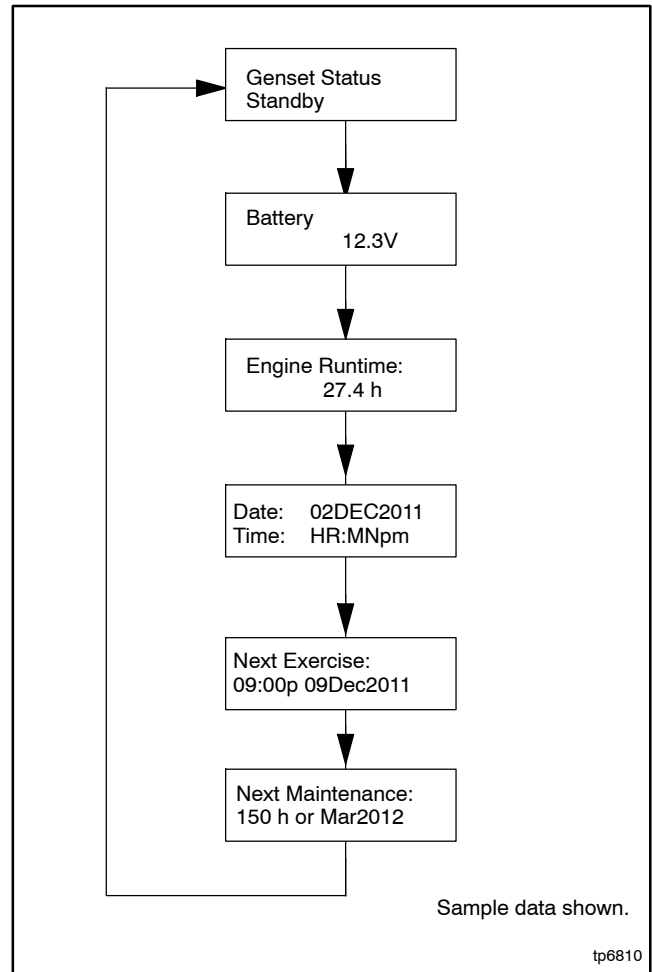 Genset Status
Standby
Battery
12.3V
Engine Runtime:
27.4 h
Date: 02DEC2011
Time: HR:MNpm
Next Exercise:
09:00p 09Dec2011
Next Maintenance:
150 h or Mar2012
Sample data shown.
tp6810